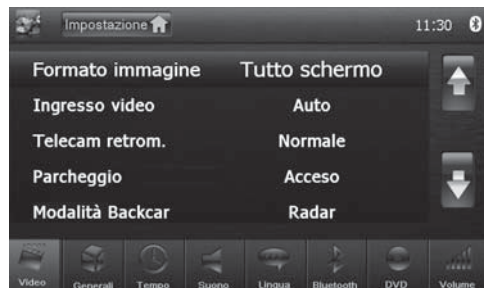 Impostazione 11:30
Formato immagine Tutto schermo
Ingresso video Auto
Telecam retrom. Normale
Parcheggio Acceso
Modalità Backcar Radar
Video Generali Tempo Suono Lingua Bluetooth DVD Volume